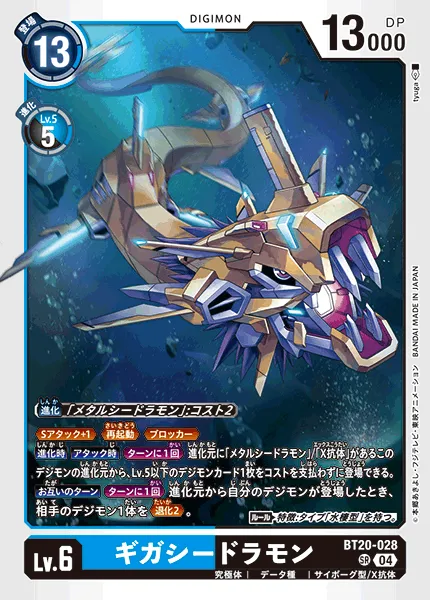 登場
とうじょう
13
DIGIMON
13000
DP
進化
しんか
Lv.5
5
tyuga
©本郷あきよし・フジテレビ・東映アニメーション BANDAI MADE IN JAPAN
進化 「メタルシードラモン」:コスト2
Sアタック+1 再起動 ブロッカー
進化時 アタック時 ターンに1回 進化元に「メタルシードラモン」/「X抗体」があるこの
デジモンの進化元から、Lv.5以下のデジモンカード1枚をコストを支払わずに登場できる。
お互いのターン ターンに1回 進化元から自分のデジモンが登場したとき、
相手のデジモン1体を 退化2 。
ルール 特徴:タイプ「水棲型」を持つ。
Lv.6
ギガシードラモン
BT20-028
SR 04
究極体 | データ種 | サイボーグ型/X抗体